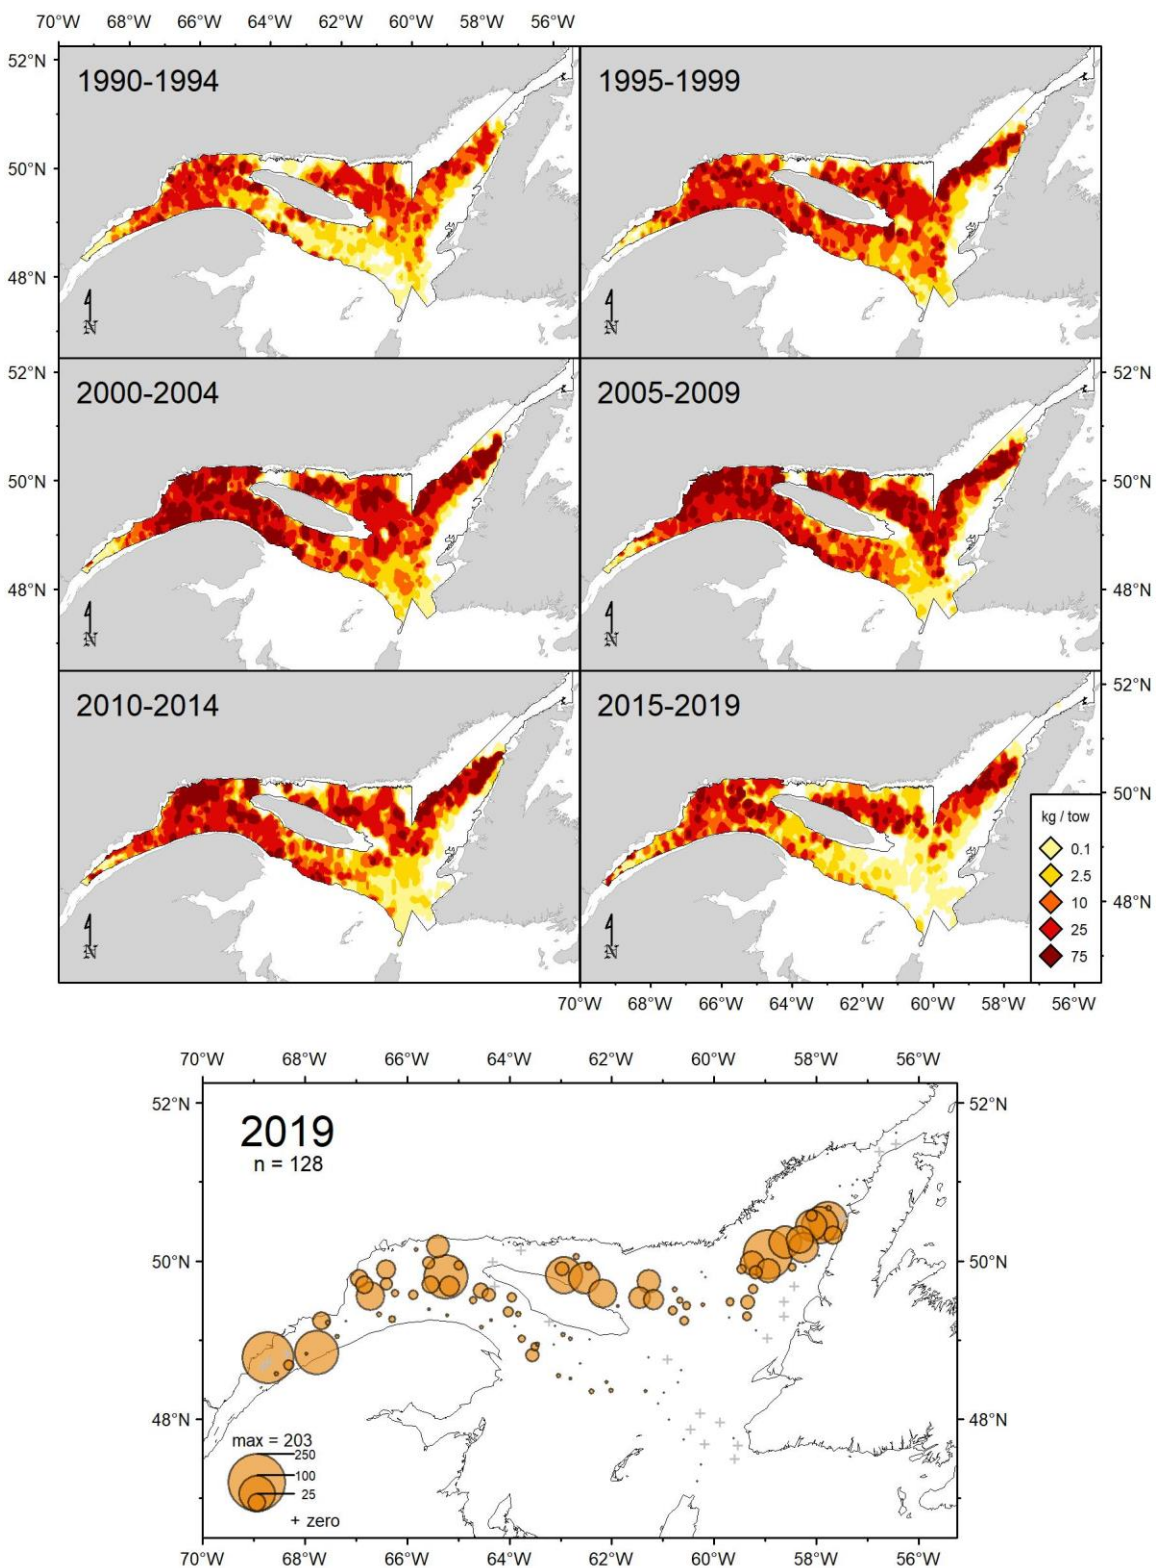 70°W 68°W 66°W 64°W 62°W 60°W 58°W 56°W
52°N
1990-1994 1995-1999
50°N
48°N
N N
52°N 52°N
2000-2004 2005-2009
50°N 50°N
48°N 48°N
N N
52°N
2010-2014 2015-2019
50°N
kg / tow
0.1
2.5
10
48°N
25
75
N N
70°W 68°W 66°W 64°W 62°W 60°W 58°W 56°W
70°W 68°W 66°W 64°W 62°W 60°W 58°W 56°W
52°N 52°N
2019
n = 128
50°N 50°N
48°N 48°N
max = 203
250
100
25
+ zero
70°W 68°W 66°W 64°W 62°W 60°W 58°W 56°W